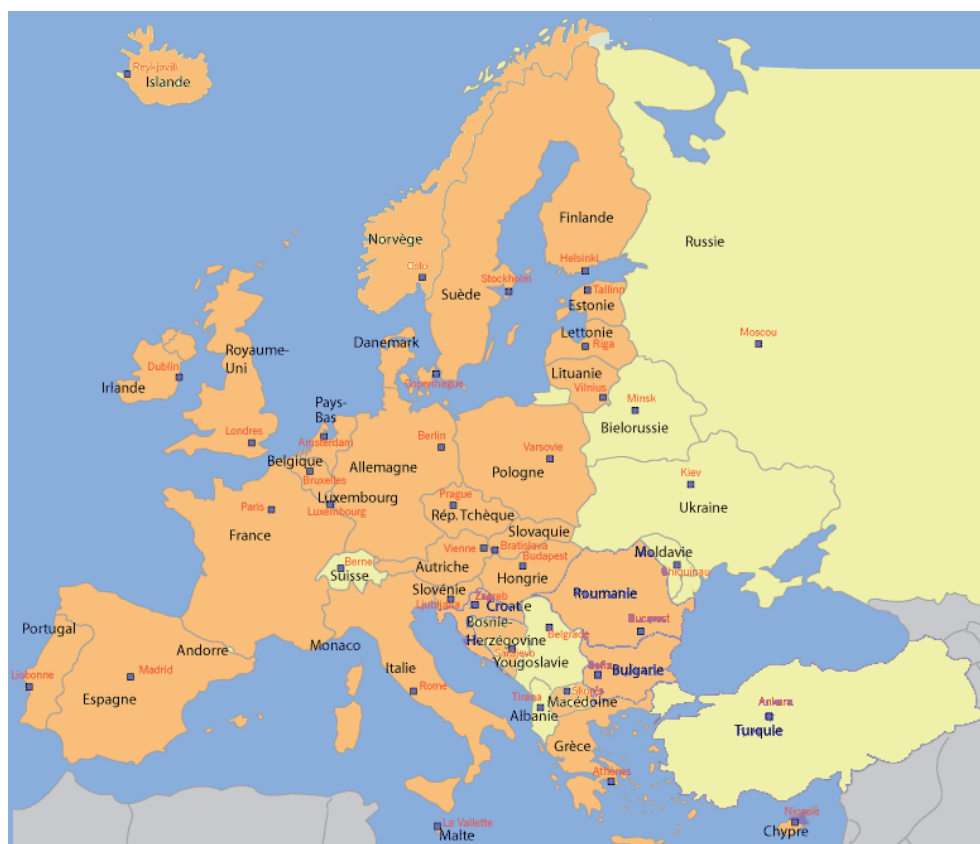 Reykjavik
Islande
Finlande
Norvège
Russie
Helsinki
Oslo
Stockholm
Suède
Tallinn
Estonie
Lettonie
Riga
Moscou
Danemark
Royaume-
Uni
Dublin
Irlande
Lituanie
Copenhague
Vilnius
Minsk
Bielorussie
Pays-
Bas
Londres
Amsterdam
Berlin
Varsovie
Belgique
Allemagne
Pologne
Bruxelles
Kiev
Ukraine
Luxembourg
Luxembourg
Prague
Paris
Rép. Tchèque
France
Slovaquie
Vienne
Bratislava
Budapest
Moldavie
Berne
Suisse
Autriche
Hongrie
Chiquinau
Slovénie
Ljubljana
Zagreb
Croatie
Roumanie
Bosnie-
Herzégovine
Bucarest
Belgrade
Portugal
Andorre
Monaco
Sarajevo
Yougoslavie
Lisbonne
Madrid
Espagne
Italie
Rome
Sofia
Bulgarie
Skopje
Macédoine
Tirana
Albanie
Ankara
Turquie
Grèce
Athènes
La Vallette
Malte
Nicosie
Chypre